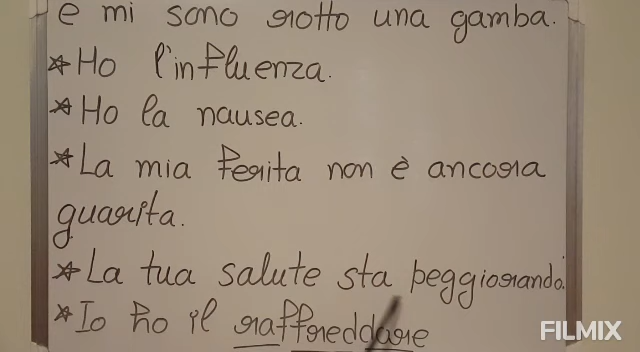 e mi sono rotto una gamba.
*Ho l'influenza.
*Ho la nausea.
*La mia ferita non è ancora
guarita.
*La tua salute sta peggiorando.
*Io ho il raffreddare
FILMIX